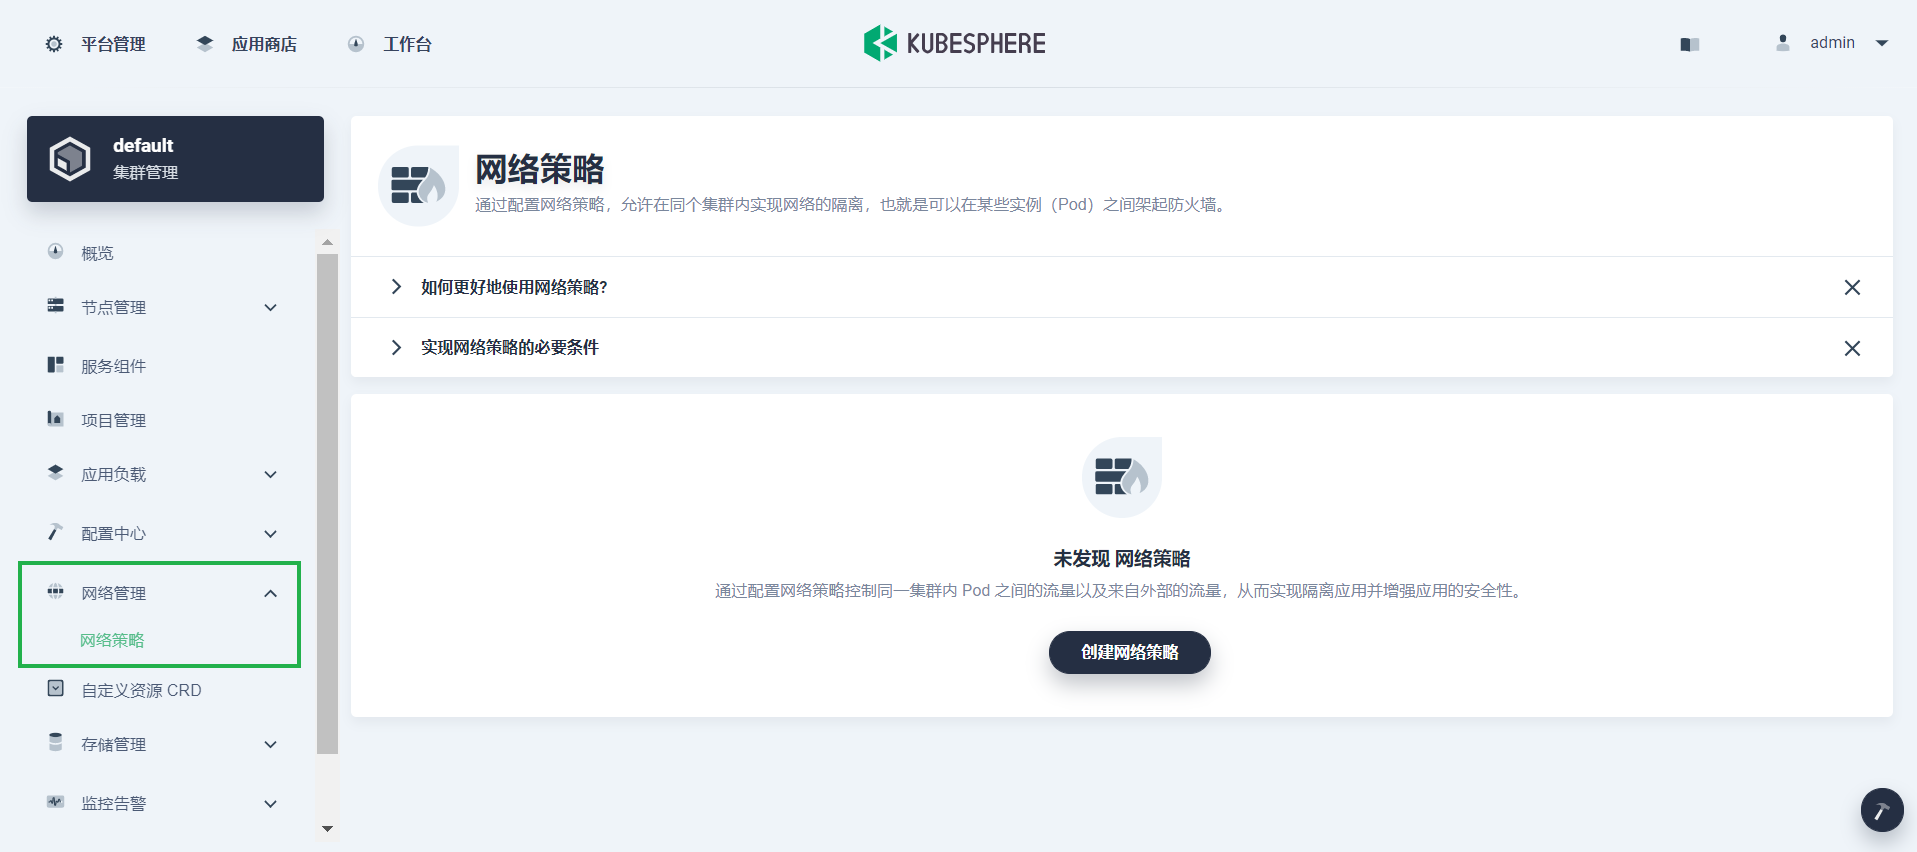 平台管理
应用商店
工作台
KUBESPHERE
admin
default
集群管理
概览
节点管理
服务组件
项目管理
应用负载
配置中心
网络管理
网络策略
自定义资源 CRD
存储管理
监控告警
网络策略
通过配置网络策略，允许在同个集群内实现网络的隔离，也就是可以在某些实例（Pod）之间架起防火墙。
如何更好地使用网络策略?
实现网络策略的必要条件
未发现 网络策略
通过配置网络策略控制同一集群内 Pod 之间的流量以及来自外部的流量，从而实现隔离应用并增强应用的安全性。
创建网络策略